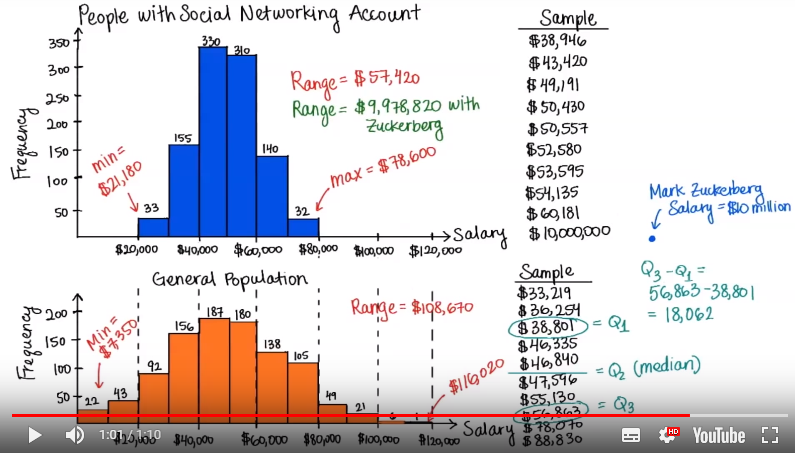 People with Social Networking Account
350
300
250
200
150
100
50
Frequency
33
155
330
310
140
32
min =
$21,180
max = $78,600
Range = $57,420
Range = $9,978,820 with
Zuckerberg
$20,000 $40,000 $60,000 $80,000 $100,000 $120,000
Salary
Sample
$38,946
$43,420
$49,191
$50,430
$50,557
$52,580
$53,595
$54,135
$60,181
$10,000,000
Mark Zuckerberg
Salary = $10 million
General Population
200
150
100
50
Frequency
22
43
92
156
187
180
138
105
49
21
Min =
$7350
Range = $108,670
$116,020
$40,000 $60,000 $80,000 $100,000 $120,000
Salary
Sample
$33,219
$36,254
$38,801 = Q1
$46,335
$46,840
$47,596
= Q2 (median)
$55,130
$56,863 = Q3
$78,070
$88,830
Q3 - Q1 =
56,863 - 38,801
= 18,062
1:01 / 1:10
HD
YouTube